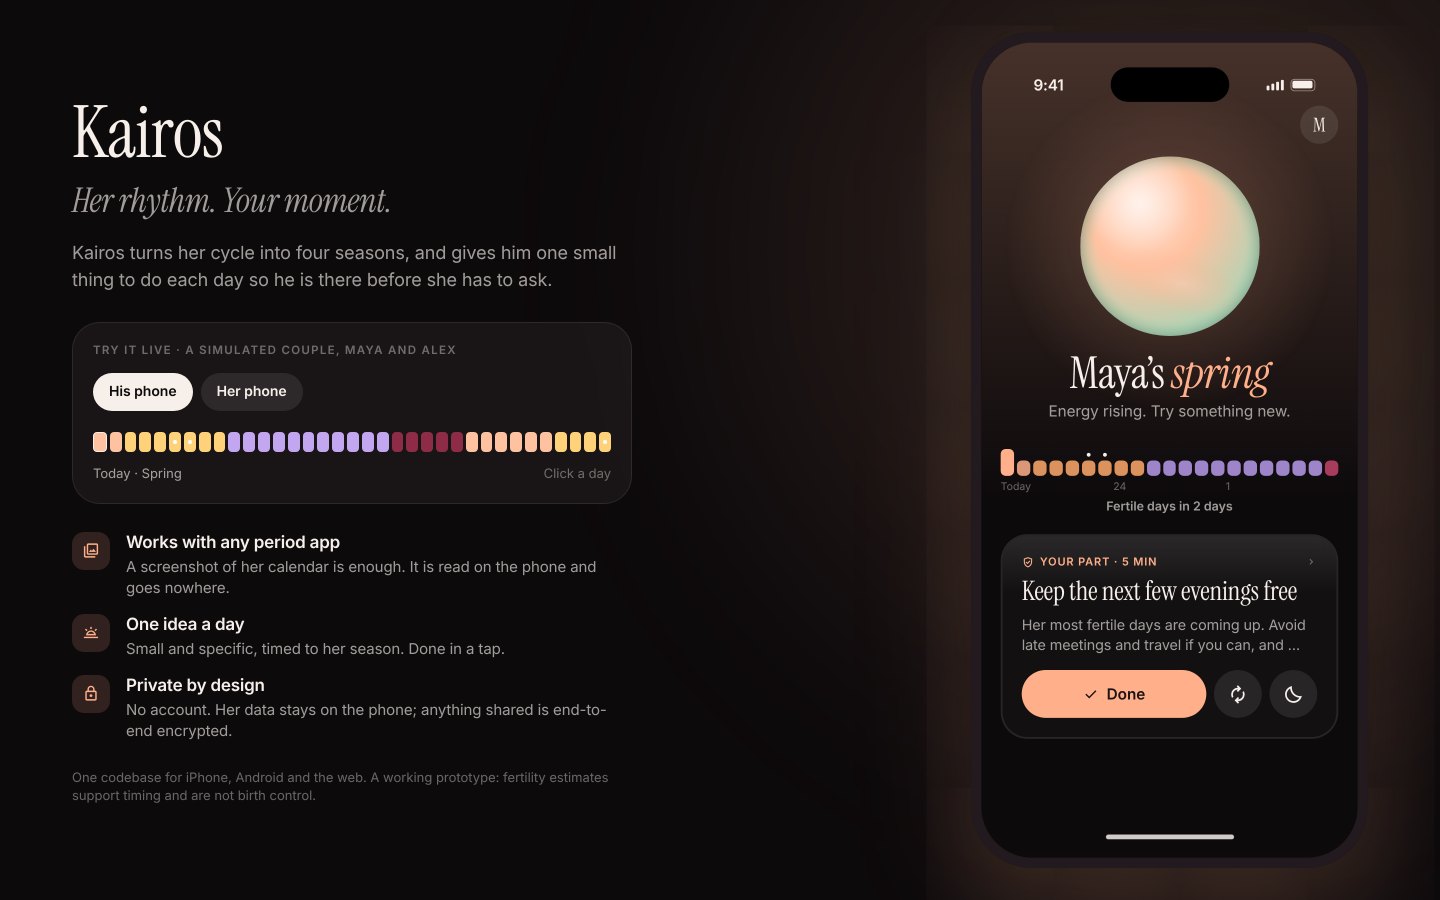 Kairos
Her rhythm. Your moment.
Kairos turns her cycle into four seasons, and gives him one small
thing to do each day so he is there before she has to ask.
TRY IT LIVE · A SIMULATED COUPLE, MAYA AND ALEX
His phone
Her phone
Today · Spring
Click a day
Works with any period app
A screenshot of her calendar is enough. It is read on the phone and
goes nowhere.
One idea a day
Small and specific, timed to her season. Done in a tap.
Private by design
No account. Her data stays on the phone; anything shared is end-to-
end encrypted.
One codebase for iPhone, Android and the web. A working prototype: fertility estimates
support timing and are not birth control.
9:41
M
Maya's spring
Energy rising. Try something new.
Today
24
1
Fertile days in 2 days
YOUR PART · 5 MIN
Keep the next few evenings free
Her most fertile days are coming up. Avoid
late meetings and travel if you can, and ...
Done